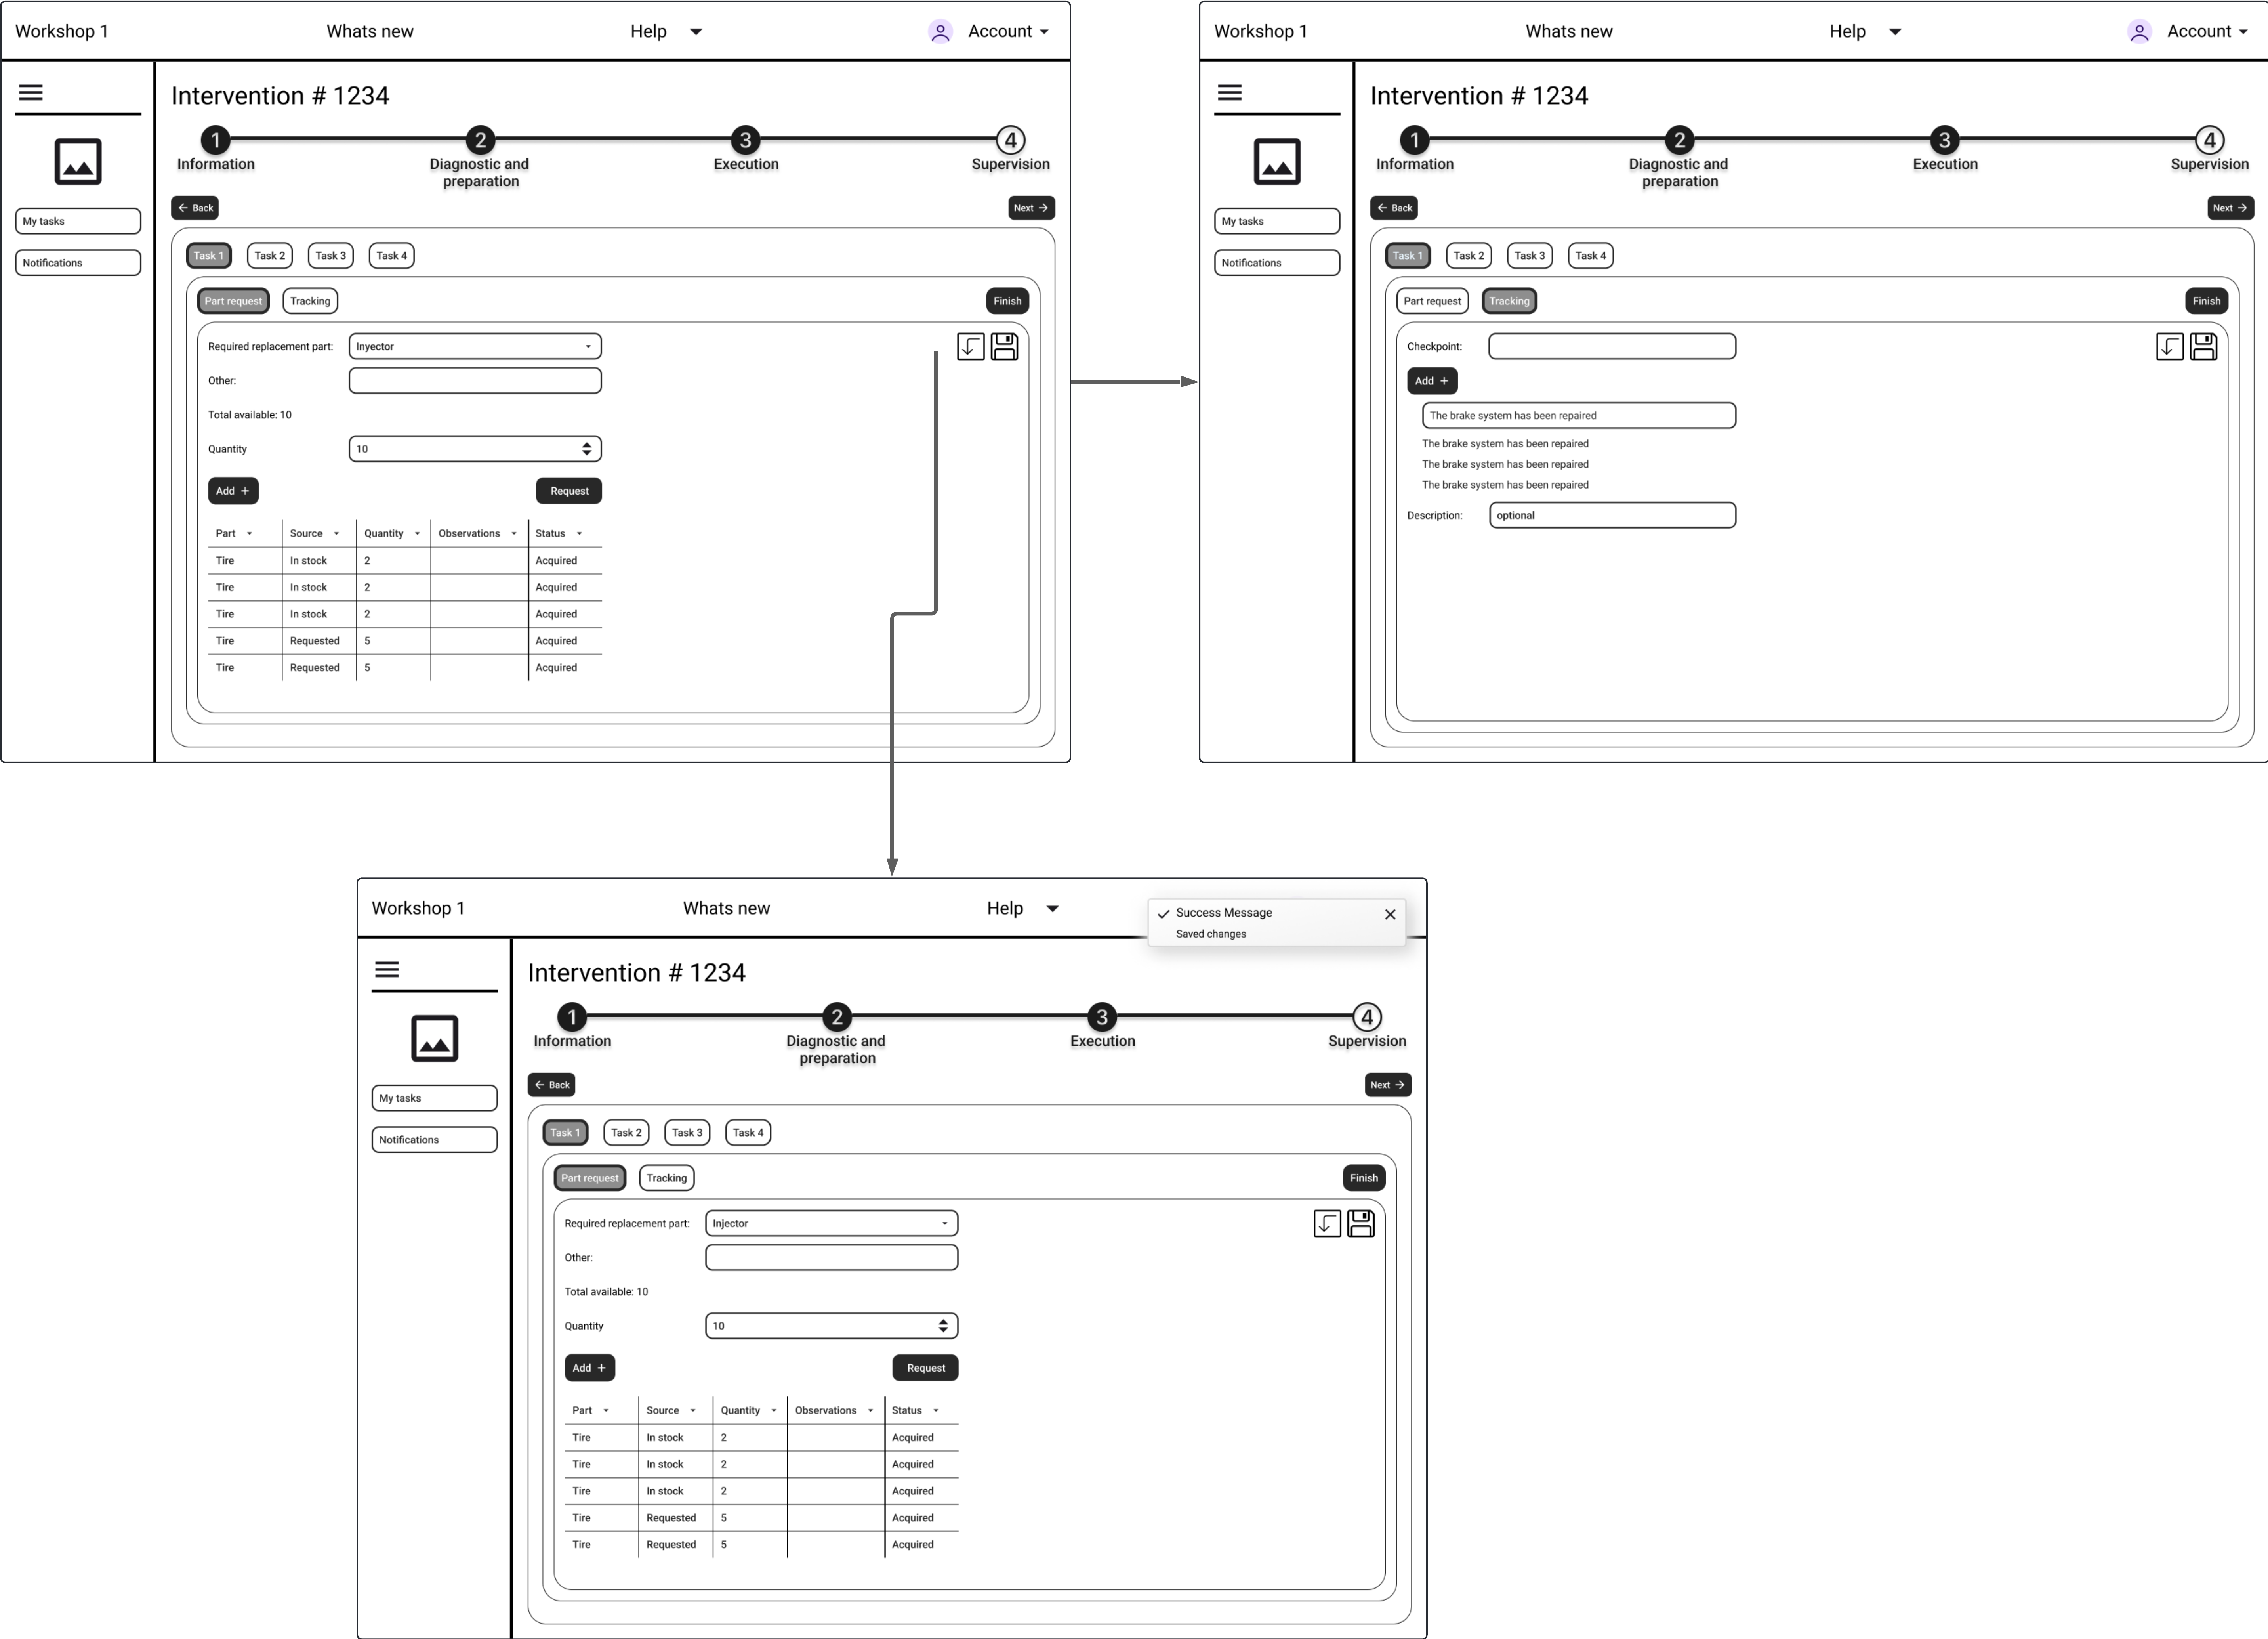 Workshop 1 Whats new Help Account
Intervention # 1234
1 2 3 4
Information Diagnostic and preparation Execution Supervision
Back Next
My tasks
Notifications
Task 1 Task 2 Task 3 Task 4
Part request Tracking Finish
Required replacement part: Inyector
Other:
Total available: 10
Quantity 10
Add + Request
Part Source Quantity Observations Status
Tire In stock 2 Acquired
Tire In stock 2 Acquired
Tire In stock 2 Acquired
Tire Requested 5 Acquired
Tire Requested 5 Acquired
Workshop 1 Whats new Help Account
Intervention # 1234
1 2 3 4
Information Diagnostic and preparation Execution Supervision
Back Next
My tasks
Notifications
Task 1 Task 2 Task 3 Task 4
Part request Tracking Finish
Checkpoint:
Add +
The brake system has been repaired
The brake system has been repaired
The brake system has been repaired
The brake system has been repaired
Description: optional
Workshop 1 Whats new Help
Success Message
Saved changes
Intervention # 1234
1 2 3 4
Information Diagnostic and preparation Execution Supervision
Back Next
My tasks
Notifications
Task 1 Task 2 Task 3 Task 4
Part request Tracking Finish
Required replacement part: Injector
Other:
Total available: 10
Quantity 10
Add + Request
Part Source Quantity Observations Status
Tire In stock 2 Acquired
Tire In stock 2 Acquired
Tire In stock 2 Acquired
Tire Requested 5 Acquired
Tire Requested 5 Acquired